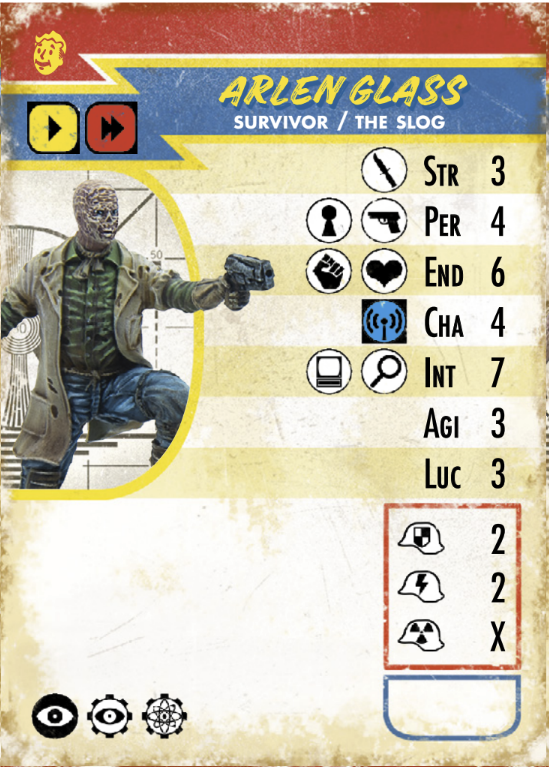 ARLEN GLASS
SURVIVOR / THE SLOG
STR 3
PER 4
END 6
CHA 4
INT 7
AGI 3
LUC 3
50
2
2
X